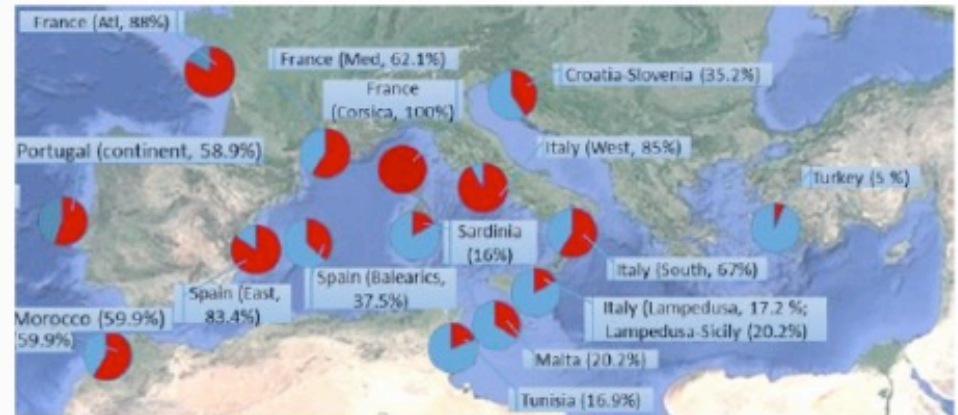 France (Atl, 88%)
France (Med, 62.1%)
France
(Corsica, 100%)
Croatia-Slovenia (35.2%)
Portugal (continent, 58.9%)
Italy (West, 85%)
Turkey (5 %)
Sardinia
(16%)
Spain (East,
83.4%)
Spain (Balearics,
37.5%)
Italy (South, 67%)
Italy (Lampedusa, 17.2 %;
Lampedusa-Sicily (20.2%)
Morocco (59.9%)
(59.9%)
Malta (20.2%)
Tunisia (16.9%)